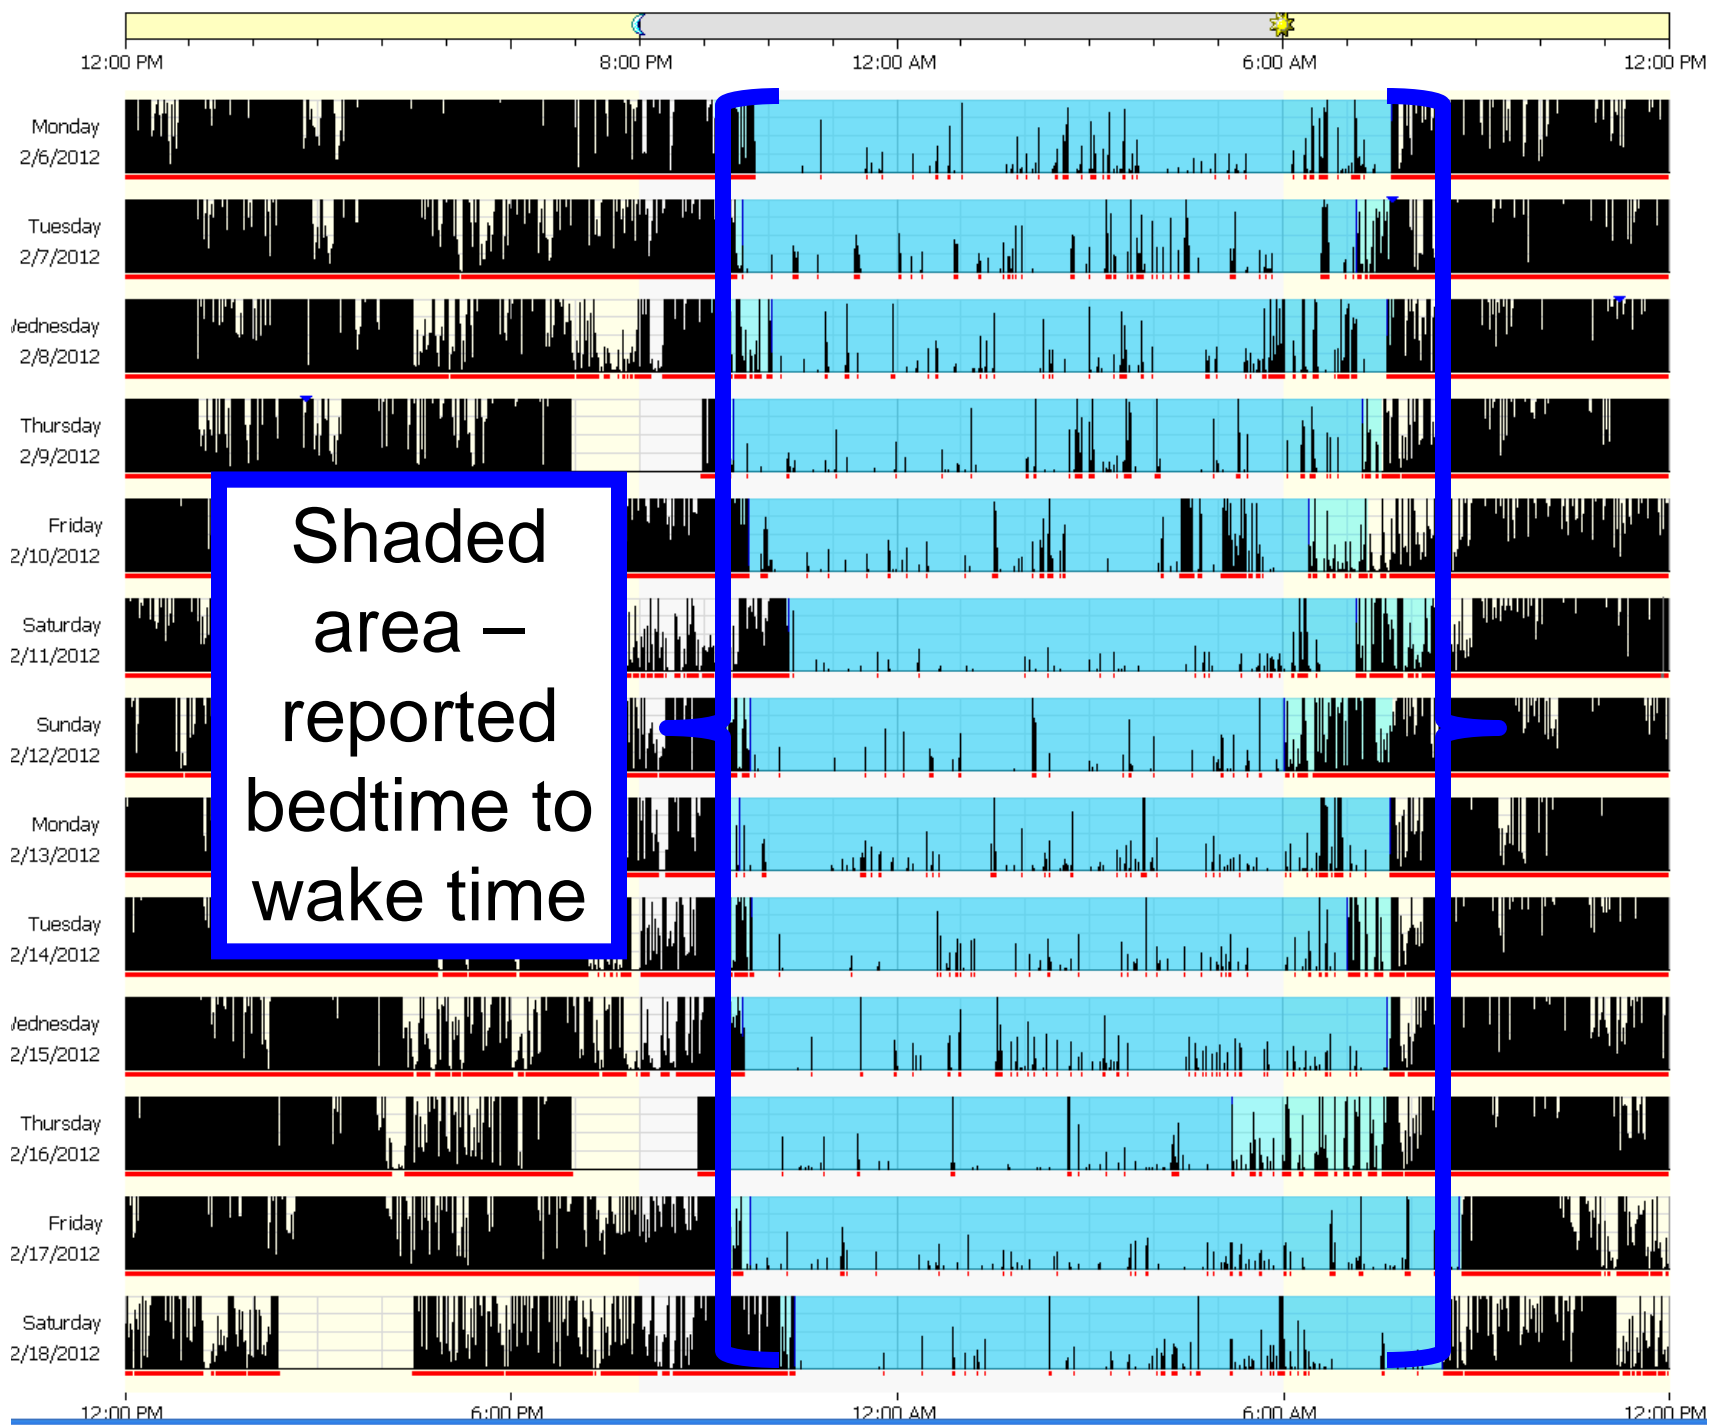 12:00 PM 8:00 PM 12:00 AM 6:00 AM 12:00 PM
Monday
2/6/2012
Tuesday
2/7/2012
ednesday
2/8/2012
Thursday
2/9/2012
Friday
2/10/2012
Saturday
2/11/2012
Sunday
2/12/2012
Monday
2/13/2012
Tuesday
2/14/2012
ednesday
2/15/2012
Thursday
2/16/2012
Friday
2/17/2012
Saturday
2/18/2012
Shaded
area –
reported
bedtime to
wake time
12:00 PM 6:00 PM 12:00 AM 6:00 AM 12:00 PM